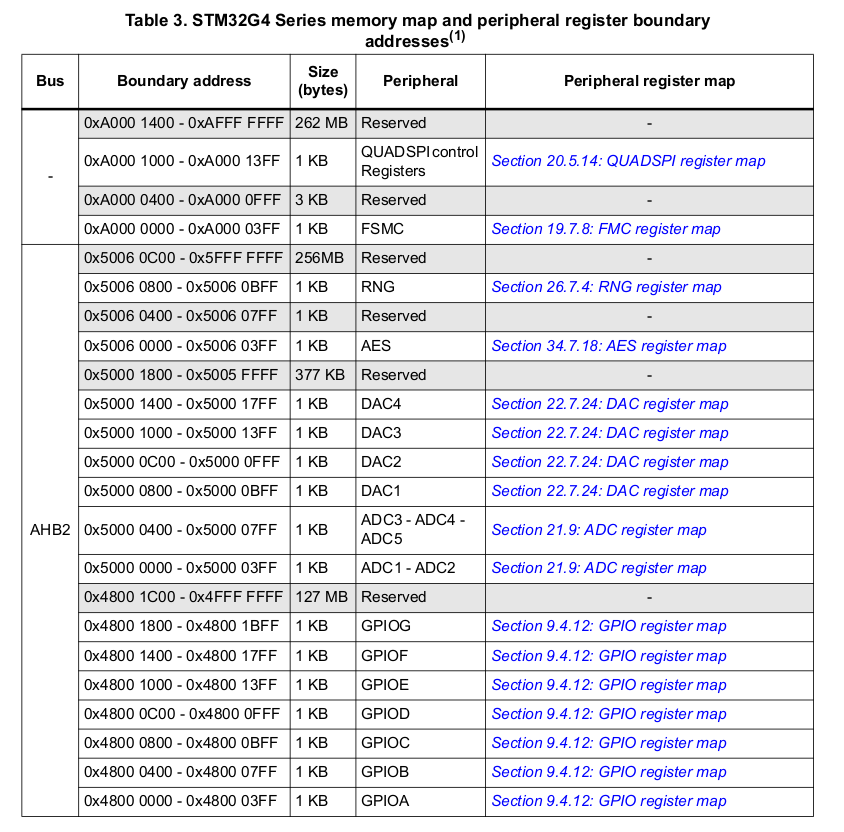 Table 3. STM32G4 Series memory map and peripheral register boundary
addresses(1)
Bus Boundary address Size (bytes) Peripheral Peripheral register map
0xA000 1400 - 0xAFFF FFFF 262 MB Reserved -
- 0xA000 1000 - 0xA000 13FF 1 KB QUADSPI control Registers Section 20.5.14: QUADSPI register map
0xA000 0400 - 0xA000 0FFF 3 KB Reserved -
0xA000 0000 - 0xA000 03FF 1 KB FSMC Section 19.7.8: FMC register map
0x5006 0C00 - 0x5FFF FFFF 256MB Reserved -
0x5006 0800 - 0x5006 0BFF 1 KB RNG Section 26.7.4: RNG register map
0x5006 0400 - 0x5006 07FF 1 KB Reserved -
0x5006 0000 - 0x5006 03FF 1 KB AES Section 34.7.18: AES register map
0x5000 1800 - 0x5005 FFFF 377 KB Reserved -
0x5000 1400 - 0x5000 17FF 1 KB DAC4 Section 22.7.24: DAC register map
0x5000 1000 - 0x5000 13FF 1 KB DAC3 Section 22.7.24: DAC register map
0x5000 0C00 - 0x5000 0FFF 1 KB DAC2 Section 22.7.24: DAC register map
0x5000 0800 - 0x5000 0BFF 1 KB DAC1 Section 22.7.24: DAC register map
AHB2 0x5000 0400 - 0x5000 07FF 1 KB ADC3 - ADC4 - ADC5 Section 21.9: ADC register map
0x5000 0000 - 0x5000 03FF 1 KB ADC1 - ADC2 Section 21.9: ADC register map
0x4800 1C00 - 0x4FFF FFFF 127 MB Reserved -
0x4800 1800 - 0x4800 1BFF 1 KB GPIOG Section 9.4.12: GPIO register map
0x4800 1400 - 0x4800 17FF 1 KB GPIOF Section 9.4.12: GPIO register map
0x4800 1000 - 0x4800 13FF 1 KB GPIOE Section 9.4.12: GPIO register map
0x4800 0C00 - 0x4800 0FFF 1 KB GPIOD Section 9.4.12: GPIO register map
0x4800 0800 - 0x4800 0BFF 1 KB GPIOC Section 9.4.12: GPIO register map
0x4800 0400 - 0x4800 07FF 1 KB GPIOB Section 9.4.12: GPIO register map
0x4800 0000 - 0x4800 03FF 1 KB GPIOA Section 9.4.12: GPIO register map